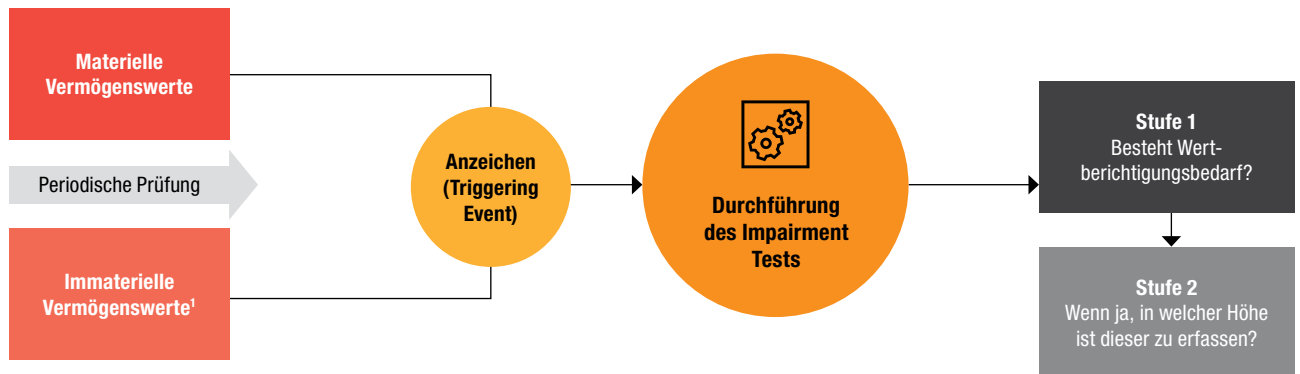 Materielle
Vermögenswerte
Periodische Prüfung
Immaterielle
Vermögenswerte¹
Anzeichen
(Triggering
Event)
Durchführung
des Impairment
Tests
Stufe 1
Besteht Wert-
berichtigungsbedarf?
Stufe 2
Wenn ja, in welcher Höhe
ist dieser zu erfassen?